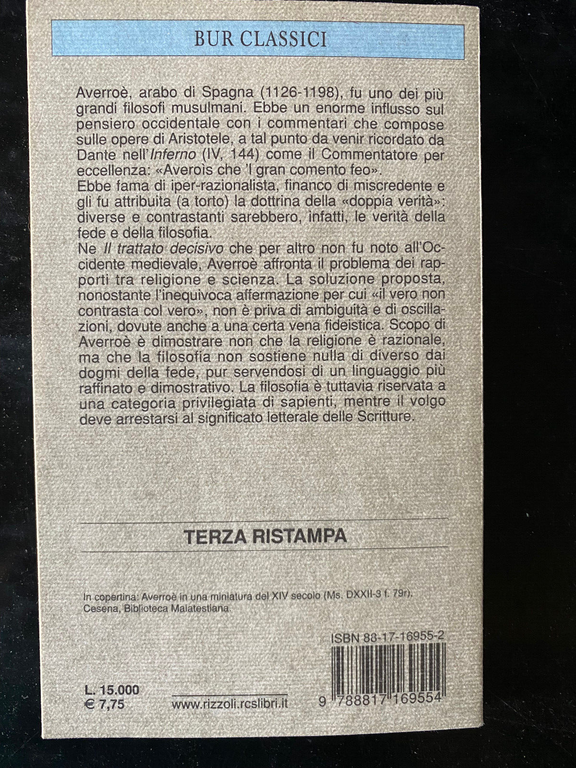 BUR CLASSICI
Averroè, arabo di Spagna (1126-1198), fu uno dei più
grandi filosofi musulmani. Ebbe un enorme influsso sul
pensiero occidentale con i commentari che compose
sulle opere di Aristotele, a tal punto da venir ricordato da
Dante nell'Inferno (IV, 144) come il Commentatore per
eccellenza: «Averoìs che 'l gran comento feo».
Ebbe fama di iper-razionalista, financo di miscredente e
gli fu attribuita (a torto) la dottrina della «doppia verità»:
diverse e contrastanti sarebbero, infatti, le verità della
fede e della filosofia.
Ne Il trattato decisivo che per altro non fu noto all'Oc-
cidente medievale, Averroè affronta il problema dei rap-
porti tra religione e scienza. La soluzione proposta,
nonostante l'inequivoca affermazione per cui «il vero non
contrasta col vero», non è priva di ambiguità e di oscilla-
zioni, dovute anche a una certa vena fideistica. Scopo di
Averroè è dimostrare non che la religione è razionale,
ma che la filosofia non sostiene nulla di diverso dai
dogmi della fede, pur servendosi di un linguaggio più
raffinato e dimostrativo. La filosofia è tuttavia riservata a
una categoria privilegiata di sapienti, mentre il volgo
deve arrestarsi al significato letterale delle Scritture.
TERZA RISTAMPA
In copertina: Averroè in una miniatura del XIV secolo (Ms. DXXII-3 f. 79r).
Cesena, Biblioteca Malatestiana
ISBN 88-17-16955-2
L. 15.000
€ 7,75
www.rizzoli.rcslibri.it
9 788817 169554